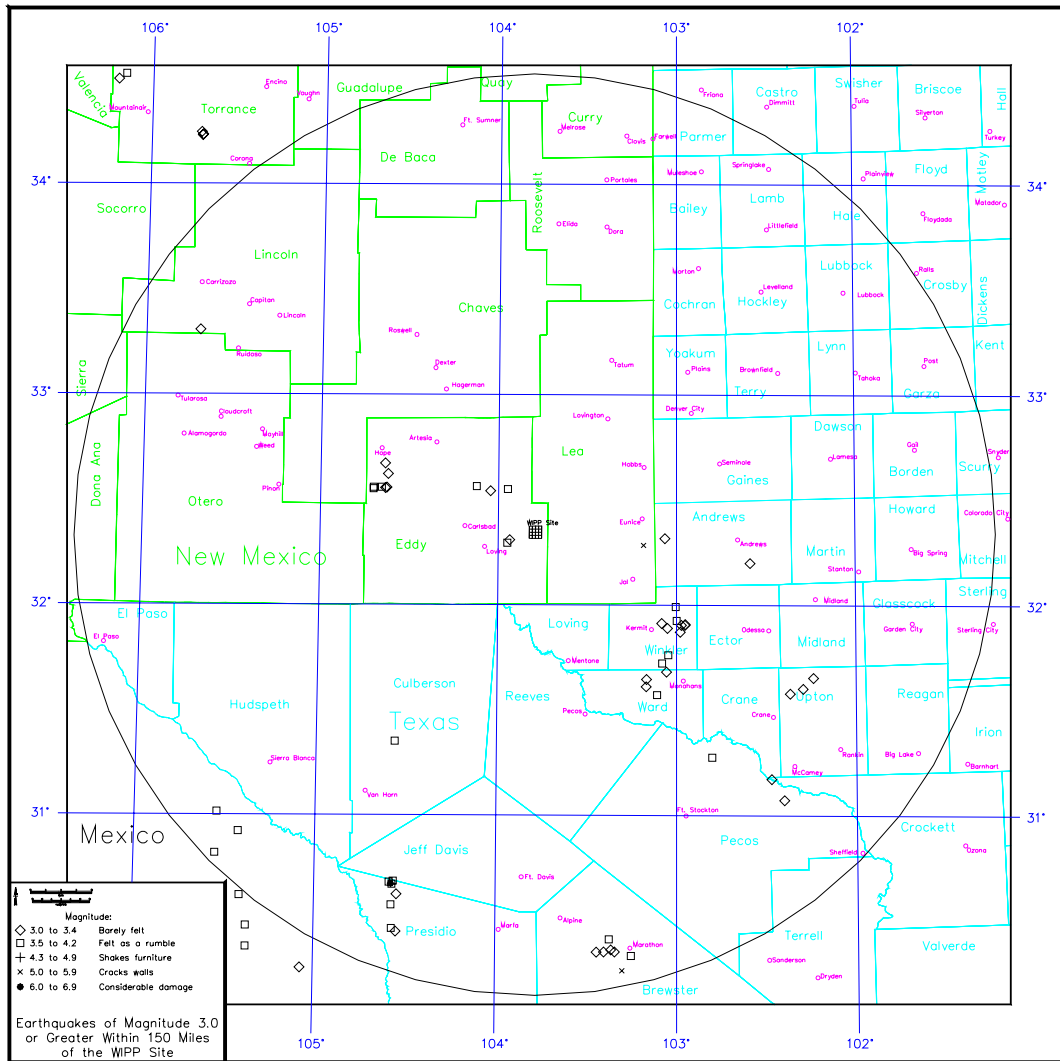 106° 105° 104° 103° 102°
Encino
Vaughn
Guadalupe
Quay
Friona
Castro
Swisher
Briscoe
Hall
Valencia
Mountainair
Torrance
Dimmitt
Tulia
Silverton
Ft. Sumner
Melrose
Curry
Clovis
Farwell
Parmer
Turkey
Corona
De Baca
Muleshoe
Springlake
Plainview
Floyd
Motley
34° 34°
Portales
Socorro
Roosevelt
Bailey
Lamb
Hale
Floydada
Matador
Elida
Dora
Littlefield
Lincoln
Carrizozo
Morton
Lubbock
Ralls
Crosby
Capitan
Lincoln
Chaves
Cochran
Levelland
Hockley
Lubbock
Dickens
Roswell
Ruidoso
Sierra
Dexter
Hagerman
Tatum
Yoakum
Plains
Brownfield
Terry
Lynn
Tahoka
Post
Garza
Kent
33° 33°
Tularosa
Cloudcroft
Lovington
Denver City
Alamogordo
Mayhill
Weed
Artesia
Hope
Lea
Dawson
Gail
Snyder
Dona Ana
Pinon
Otero
Hobbs
Seminole
Gaines
Lamesa
Borden
Scurry
New Mexico
Eddy
Carlsbad
Loving
WIPP Site
Eunice
Andrews
Andrews
Howard
Colorado City
Martin
Big Spring
Mitchell
Jal
Stanton
32° 32°
El Paso
El Paso
Loving
Kermit
Winkler
Ector
Odessa
Midland
Midland
Glasscock
Garden City
Sterling
Sterling City
Mentone
Culberson
Reeves
Hudspeth
Texas
Monahans
Ward
Pecos
Crane
Crane
Upton
Reagan
Irion
Sierra Blanca
Rankin
Big Lake
Barnhart
McCamey
Van Horn
31° 31°
Mexico
Ft. Stockton
Pecos
Crockett
Jeff Davis
Sheffield
Ozona
Ft. Davis
Presidio
Marfa
Alpine
Marathon
Terrell
Valverde
Sanderson
Dryden
Brewster
Magnitude:
3.0 to 3.4 Barely felt
3.5 to 4.2 Felt as a rumble
4.3 to 4.9 Shakes furniture
5.0 to 5.9 Cracks walls
6.0 to 6.9 Considerable damage
Earthquakes of Magnitude 3.0
or Greater Within 150 Miles
of the WIPP Site
105° 104° 103° 102°